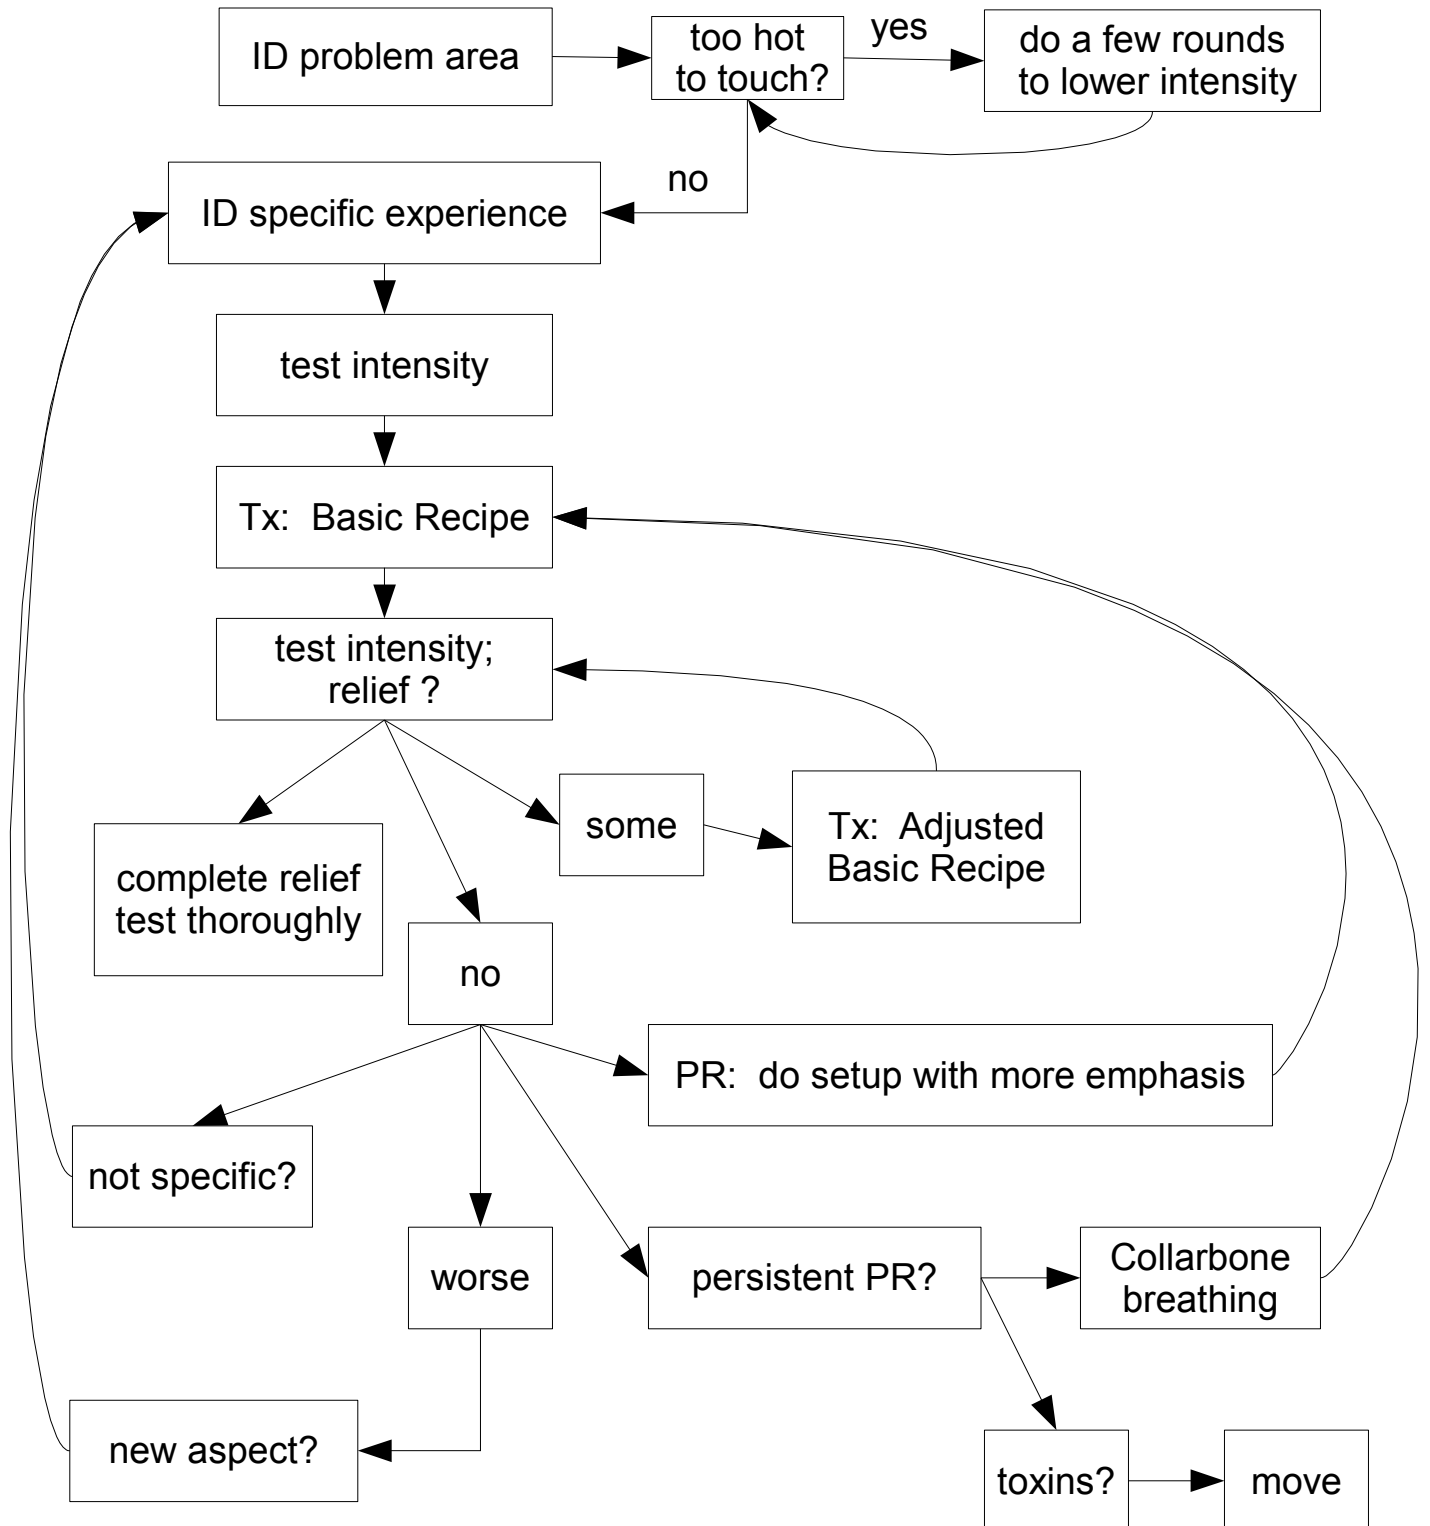 ID problem area
too hot
to touch?
yes
do a few rounds
to lower intensity
no
ID specific experience
test intensity
Tx:  Basic Recipe
test intensity;
relief ?
some
Tx:  Adjusted
Basic Recipe
complete relief
test thoroughly
no
PR:  do setup with more emphasis
not specific?
worse
persistent PR?
Collarbone
breathing
new aspect?
toxins?
move